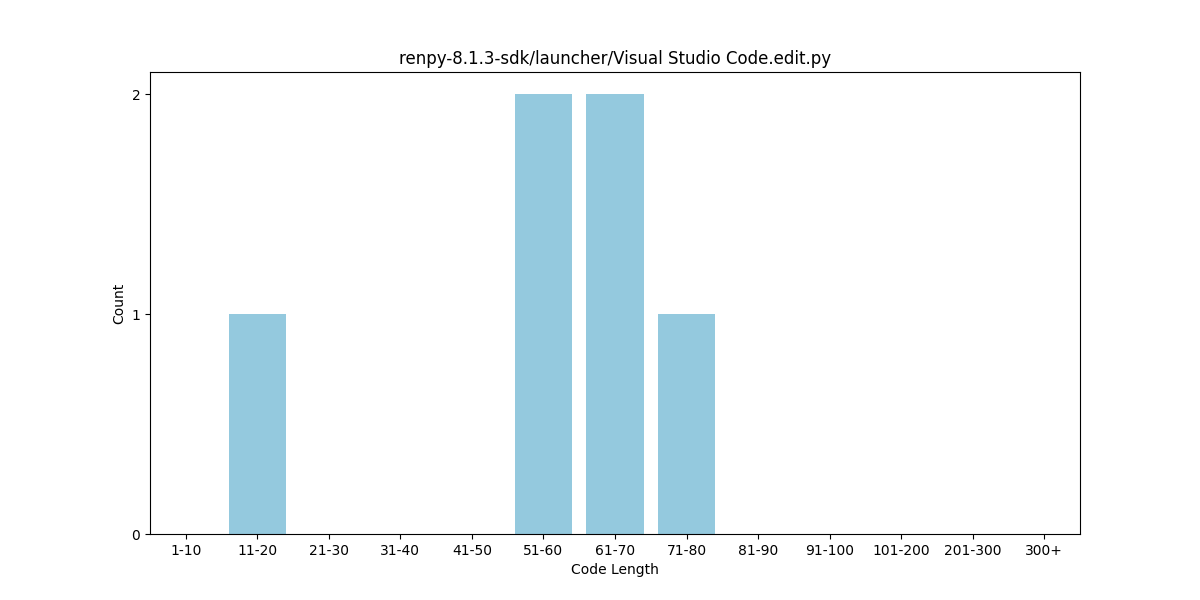 renpy-8.1.3-sdk/launcher/Visual Studio Code.edit.py
2
1
0
Count
1-10 11-20 21-30 31-40 41-50 51-60 61-70 71-80 81-90 91-100 101-200 201-300 300+
Code Length